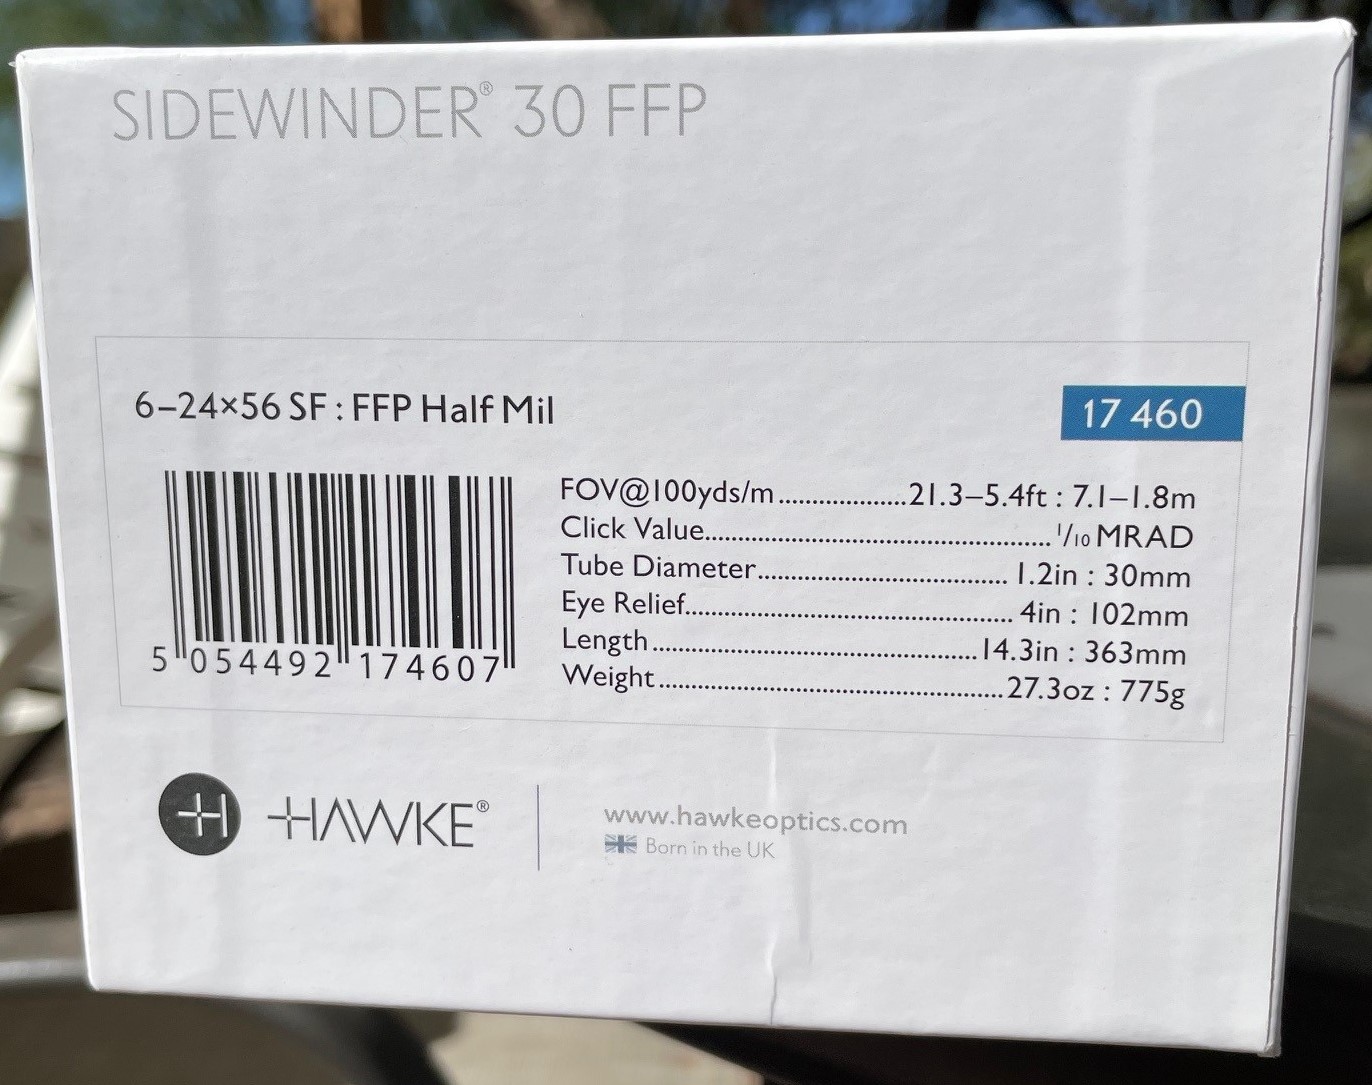 SIDEWINDER® 30 FFP
6–24×56 SF : FFP Half Mil
17 460
FOV@100yds/m..................21.3–5.4ft : 7.1–1.8m
Click Value.................................................. 1/10 MRAD
Tube Diameter.................................... 1.2in : 30mm
Eye Relief............................................... 4in : 102mm
Length...............................................14.3in : 363mm
Weight.................................................27.3oz : 775g
5 054492 174607
HAWKE®
www.hawkeoptics.com
Born in the UK